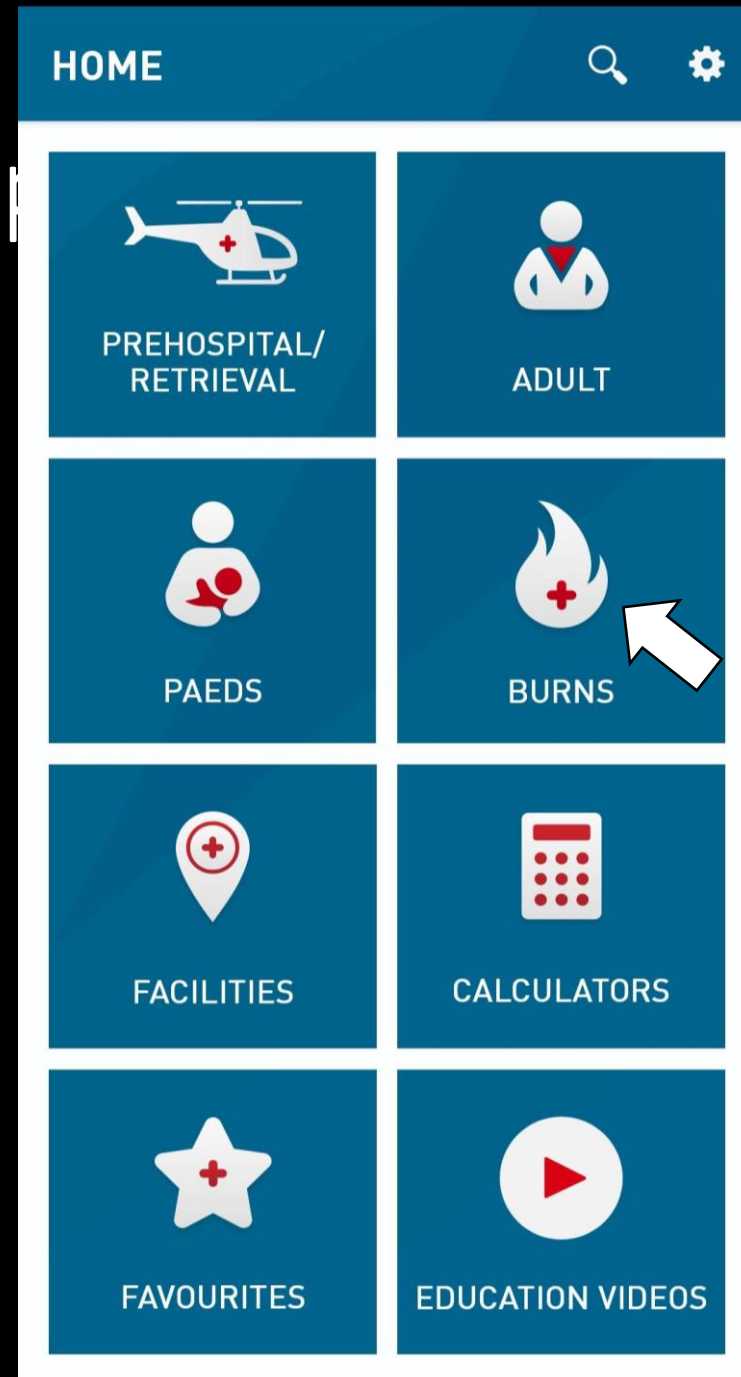 HOME
PREHOSPITAL/
RETRIEVAL
ADULT
PAEDS
BURNS
FACILITIES
CALCULATORS
FAVOURITES
EDUCATION VIDEOS